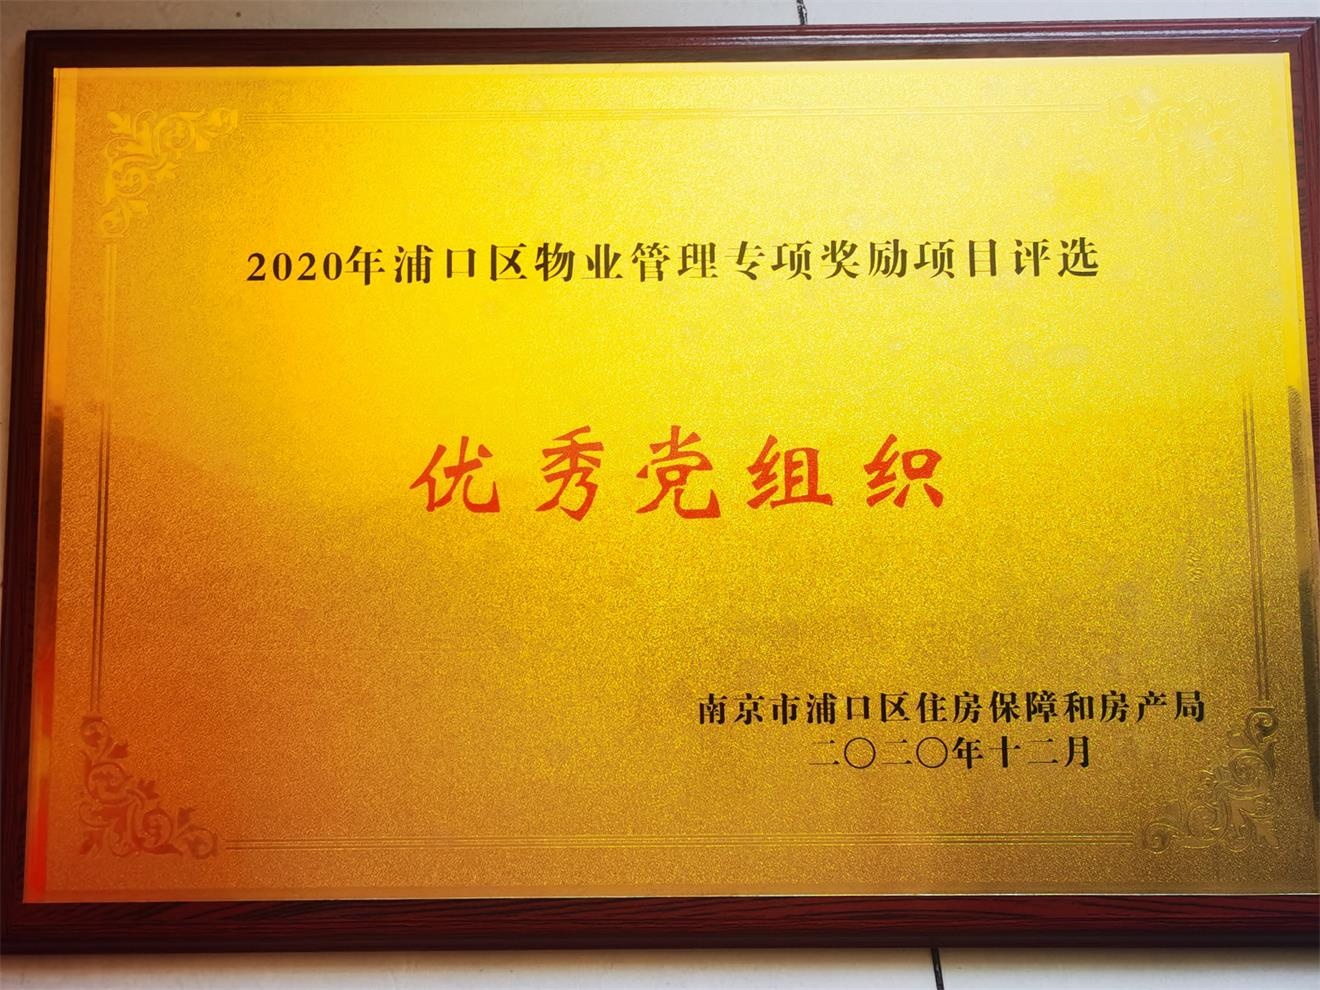 2020年浦口区物业管理专项奖励项目评选
优秀党组织
南京市浦口区住房保障和房产局
二〇二〇年十二月